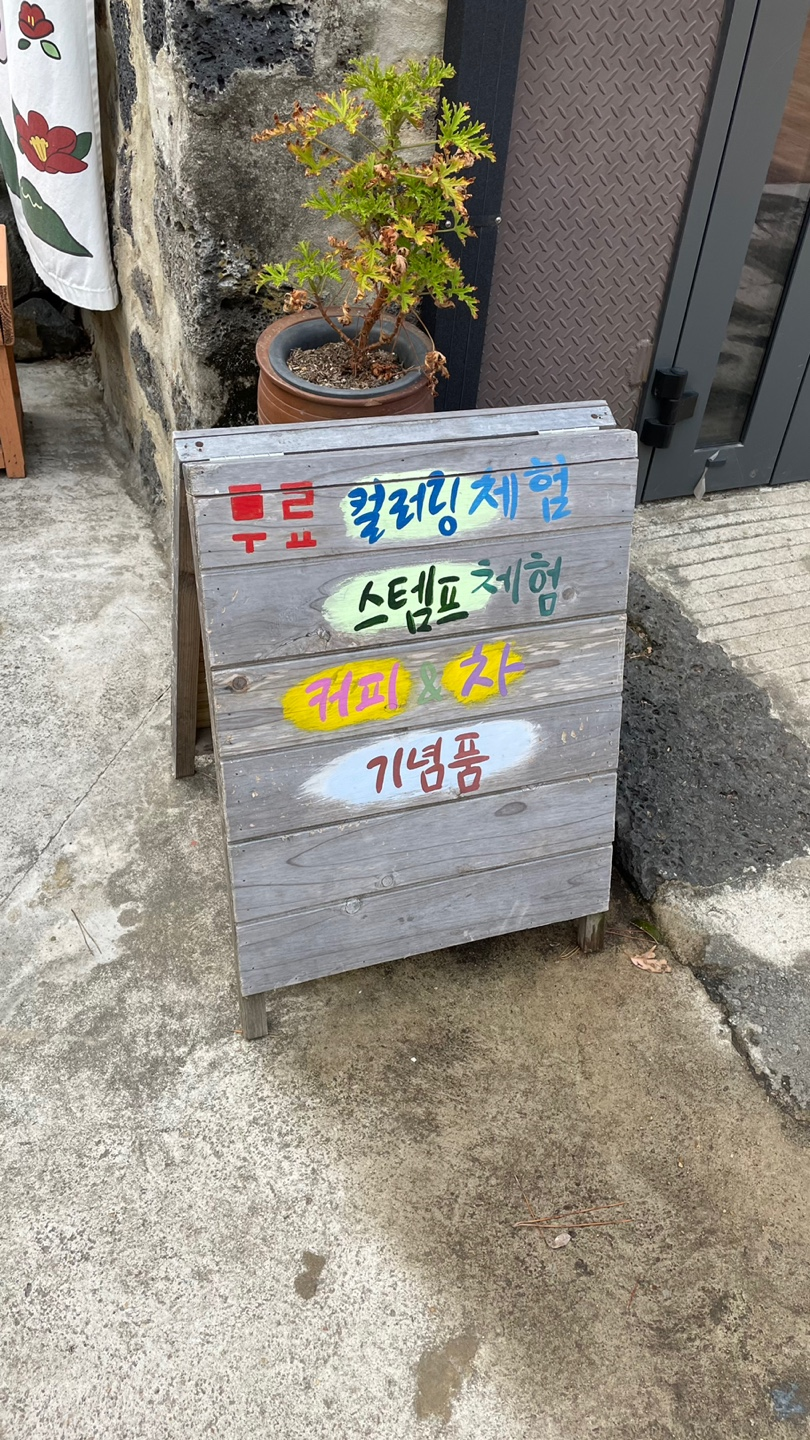 무료 컬러링 체험
스템프 체험
커피 & 차
기념품